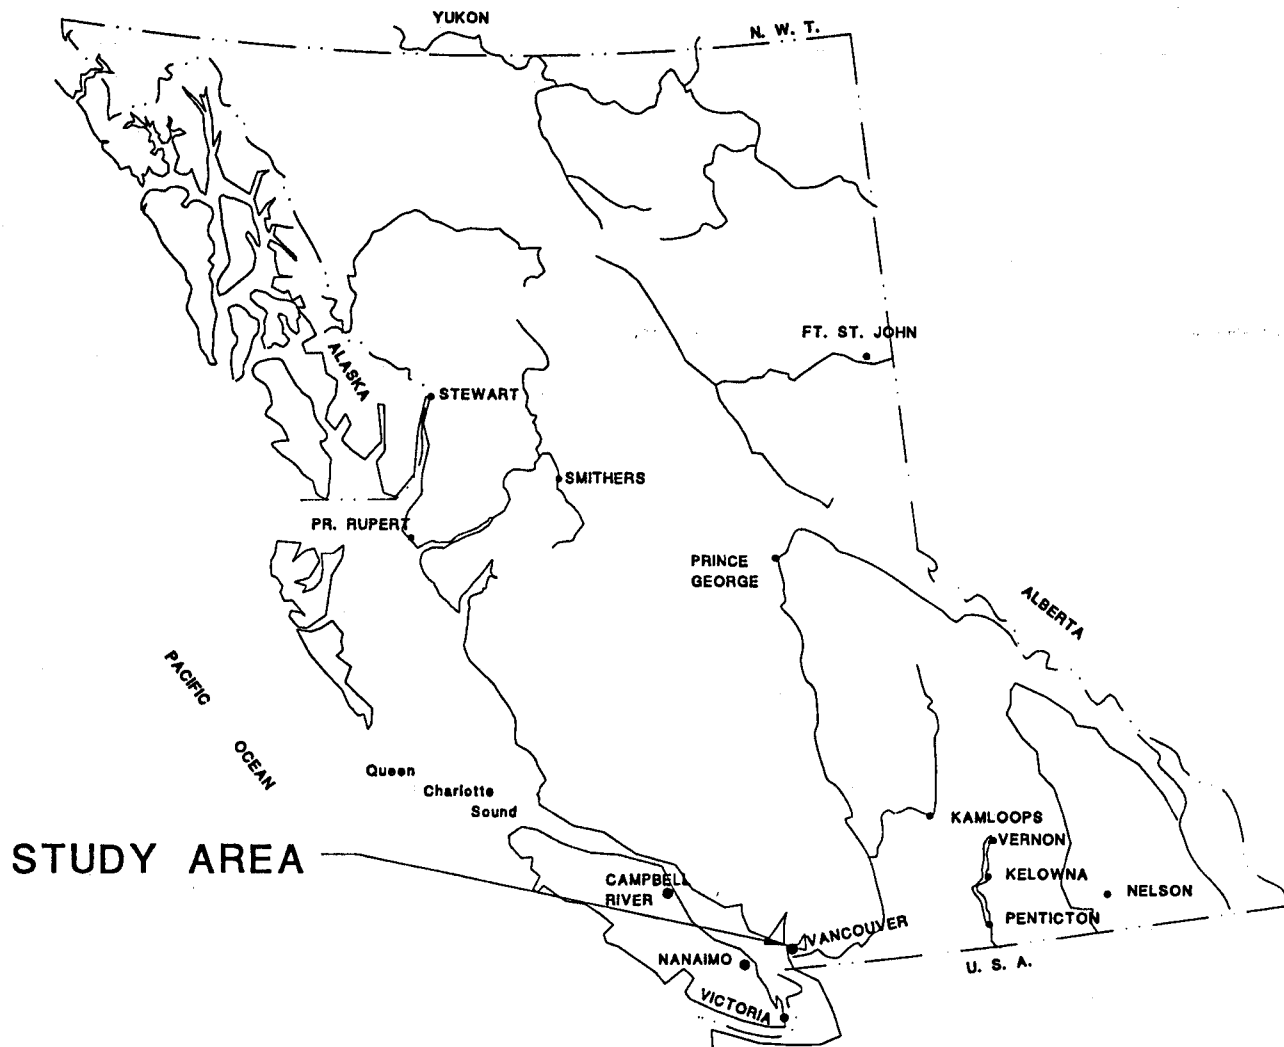 YUKON
N. W. T.
FT. ST. JOHN
ALASKA
STEWART
SMITHERS
PR. RUPERT
PRINCE
GEORGE
ALBERTA
PACIFIC
OCEAN
Queen
Charlotte
Sound
KAMLOOPS
VERNON
STUDY AREA
KELOWNA
CAMPBELL
RIVER
NELSON
PENTICTON
VANCOUVER
NANAIMO
U. S. A.
VICTORIA